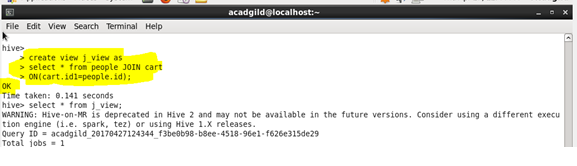 acadgild@localhost:~
File Edit View Search Terminal Help
hive>
> create view j_view as
> select * from people JOIN cart
> ON(cart.id1=people.id);
OK
Time taken: 0.141 seconds
hive> select * from j_view;
WARNING: Hive-on-MR is deprecated in Hive 2 and may not be available in the future versions. Consider using a different execu
tion engine (i.e. spark, tez) or using Hive 1.X releases.
Query ID = acadgild_20170427124344_f3be0b98-b8ee-4518-96e1-f626e315de29
Total jobs = 1